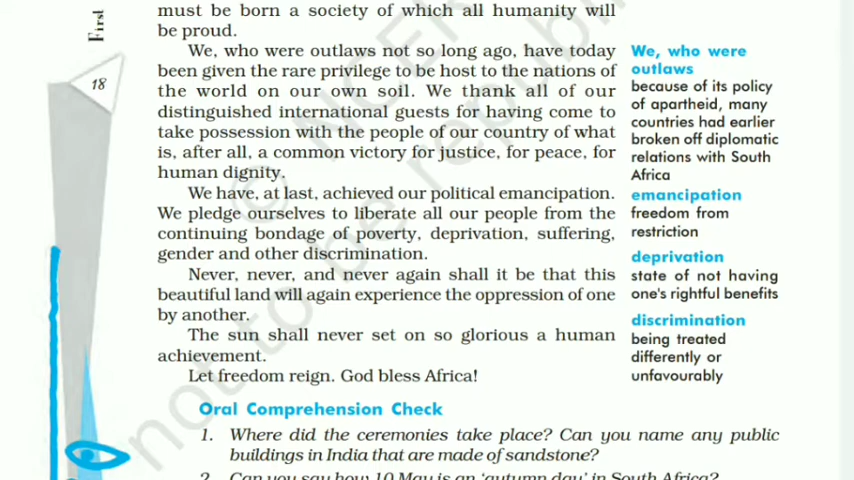 First
18
must be born a society of which all humanity will
be proud.
We, who were outlaws not so long ago, have today
been given the rare privilege to be host to the nations of
the world on our own soil. We thank all of our
distinguished international guests for having come to
take possession with the people of our country of what
is, after all, a common victory for justice, for peace, for
human dignity.
We have, at last, achieved our political emancipation.
We pledge ourselves to liberate all our people from the
continuing bondage of poverty, deprivation, suffering,
gender and other discrimination.
Never, never, and never again shall it be that this
beautiful land will again experience the oppression of one
by another.
The sun shall never set on so glorious a human
achievement.
Let freedom reign. God bless Africa!
We, who were
outlaws
because of its policy
of apartheid, many
countries had earlier
broken off diplomatic
relations with South
Africa
emancipation
freedom from
restriction
deprivation
state of not having
one's rightful benefits
discrimination
being treated
differently or
unfavourably
Oral Comprehension Check
1. Where did the ceremonies take place? Can you name any public
buildings in India that are made of sandstone?
2. Can you say how 10 May is an ‘autumn day’ in South Africa?
© NCERT
not to be republi